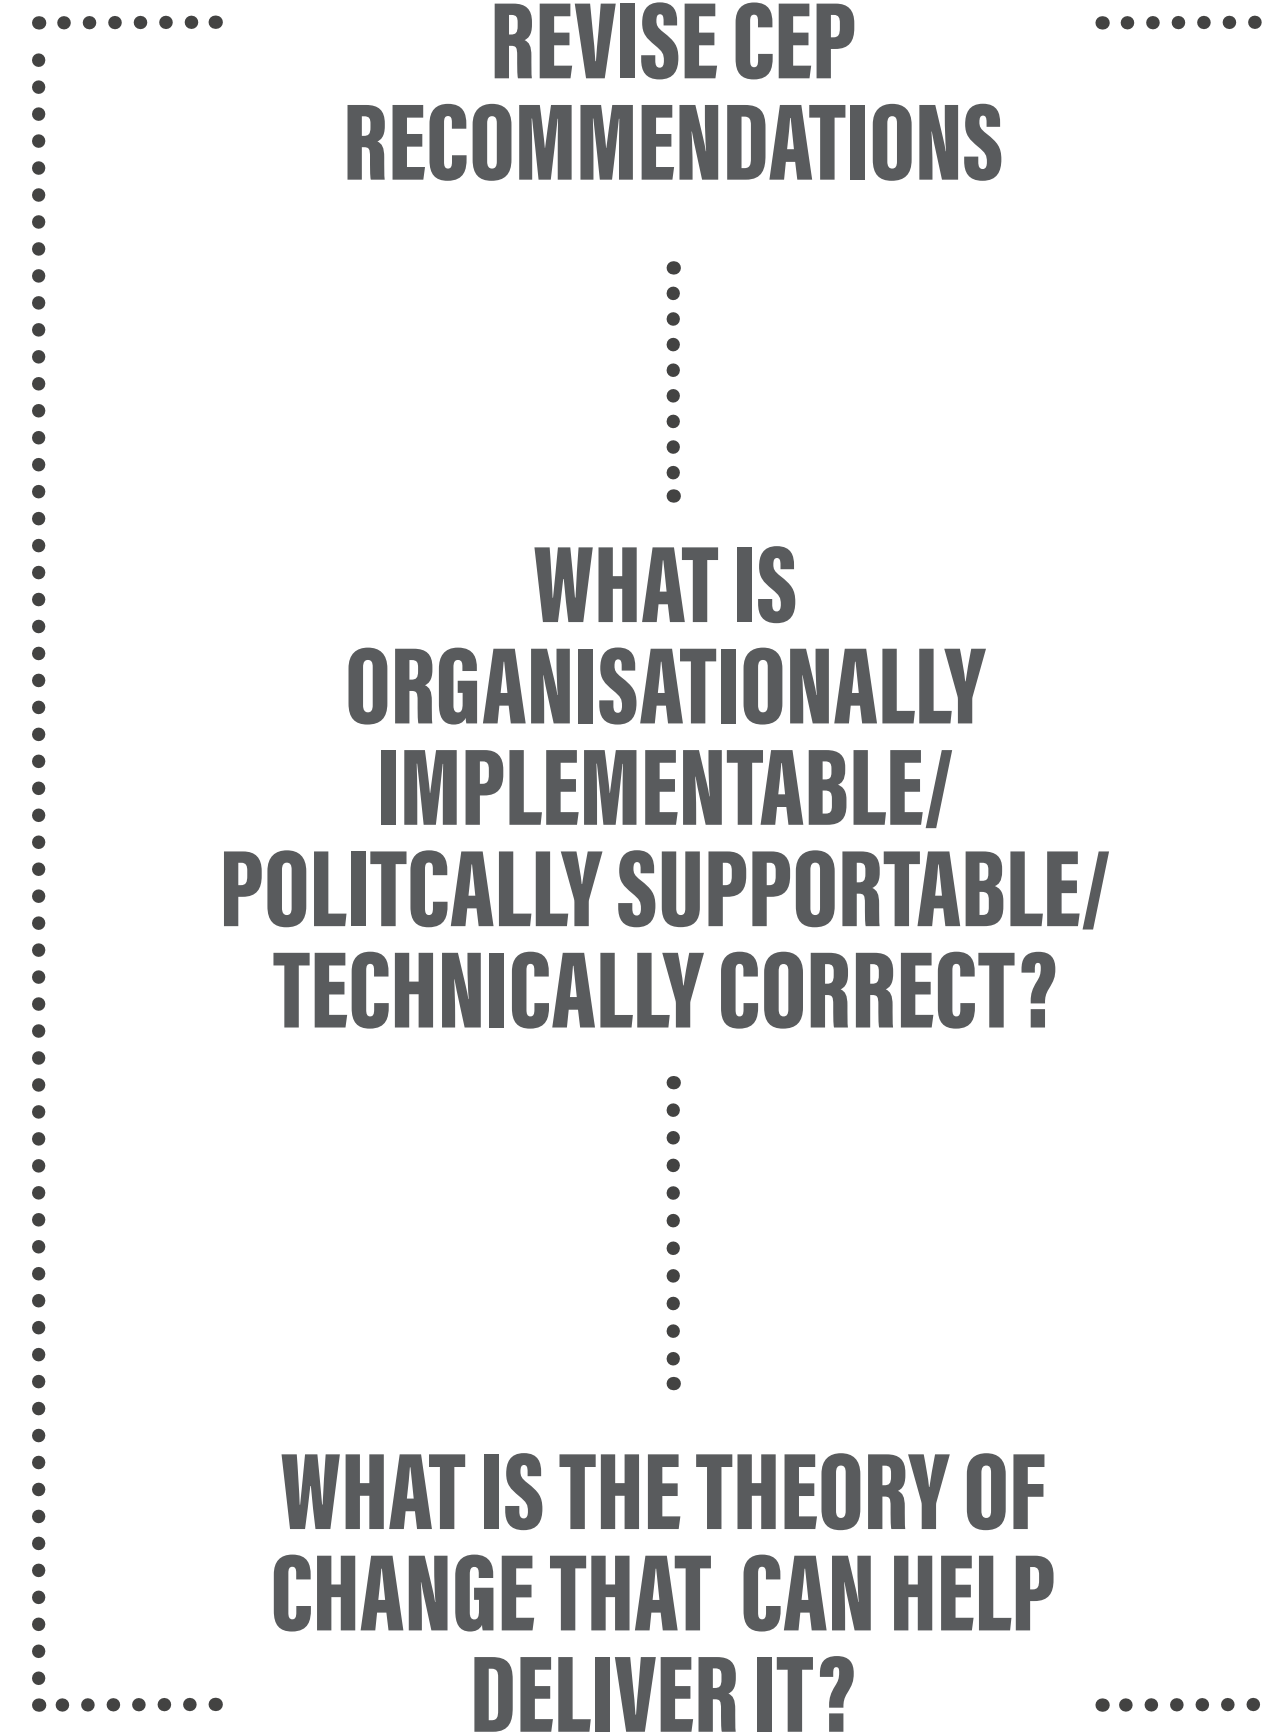 REVISE CEP
RECOMMENDATIONS
WHAT IS
ORGANISATIONALLY
IMPLEMENTABLE/
POLITCALLY SUPPORTABLE/
TECHNICALLY CORRECT?
WHAT IS THE THEORY OF
CHANGE THAT  CAN HELP
DELIVER IT?